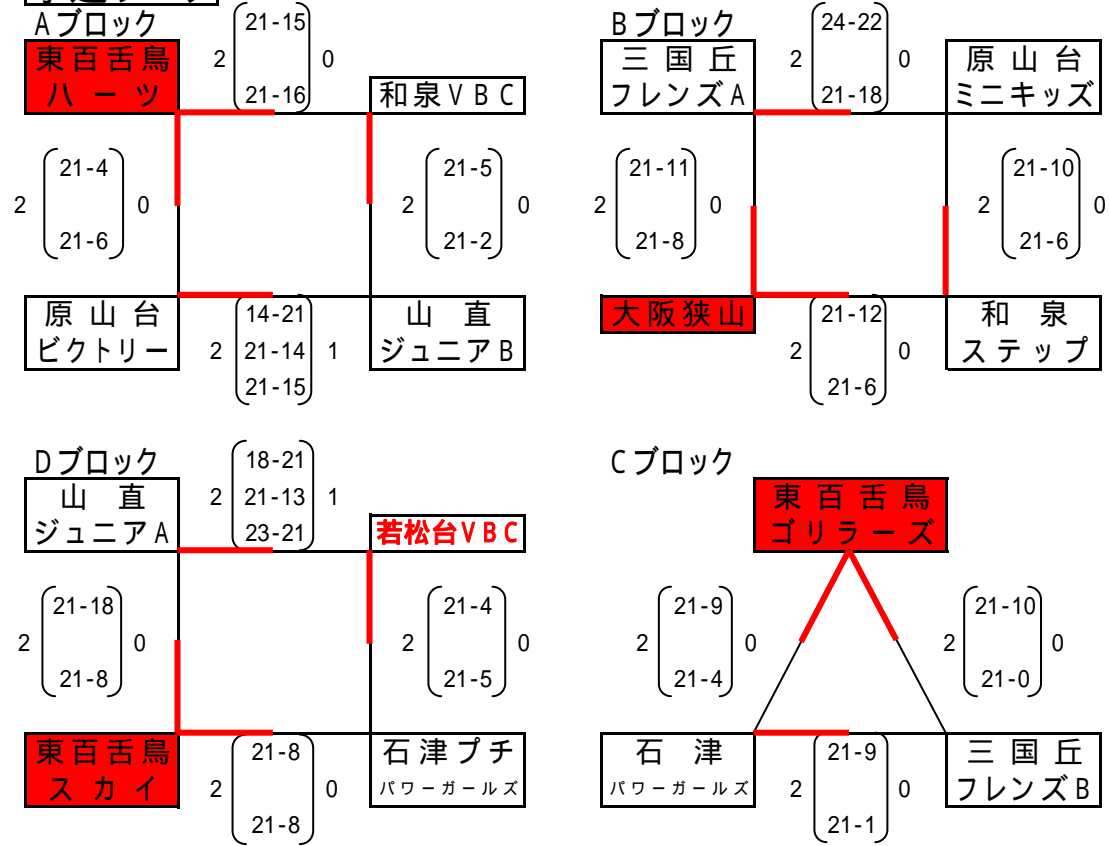 Aブロック
東百舌鳥
ハーツ
2
21-15
21-16
0
和泉VBC
2
21-4
21-6
0
2
21-5
21-2
0
原山台
ビクトリー
2
14-21
21-14
21-15
1
山直
ジュニアB
Bブロック
三国丘
フレンズA
2
24-22
21-18
0
原山台
ミニキッズ
2
21-11
21-8
0
2
21-10
21-6
0
大阪狭山
2
21-12
21-6
0
和泉
ステップ
Dブロック
山直
ジュニアA
2
18-21
21-13
23-21
1
若松台VBC
2
21-18
21-8
0
2
21-4
21-5
0
東百舌鳥
スカイ
2
21-8
21-8
0
石津プチ
パワーガールズ
Cブロック
東百舌鳥
ゴリラーズ
2
21-9
21-4
0
2
21-10
21-0
0
石津
パワーガールズ
2
21-9
21-1
0
三国丘
フレンズB